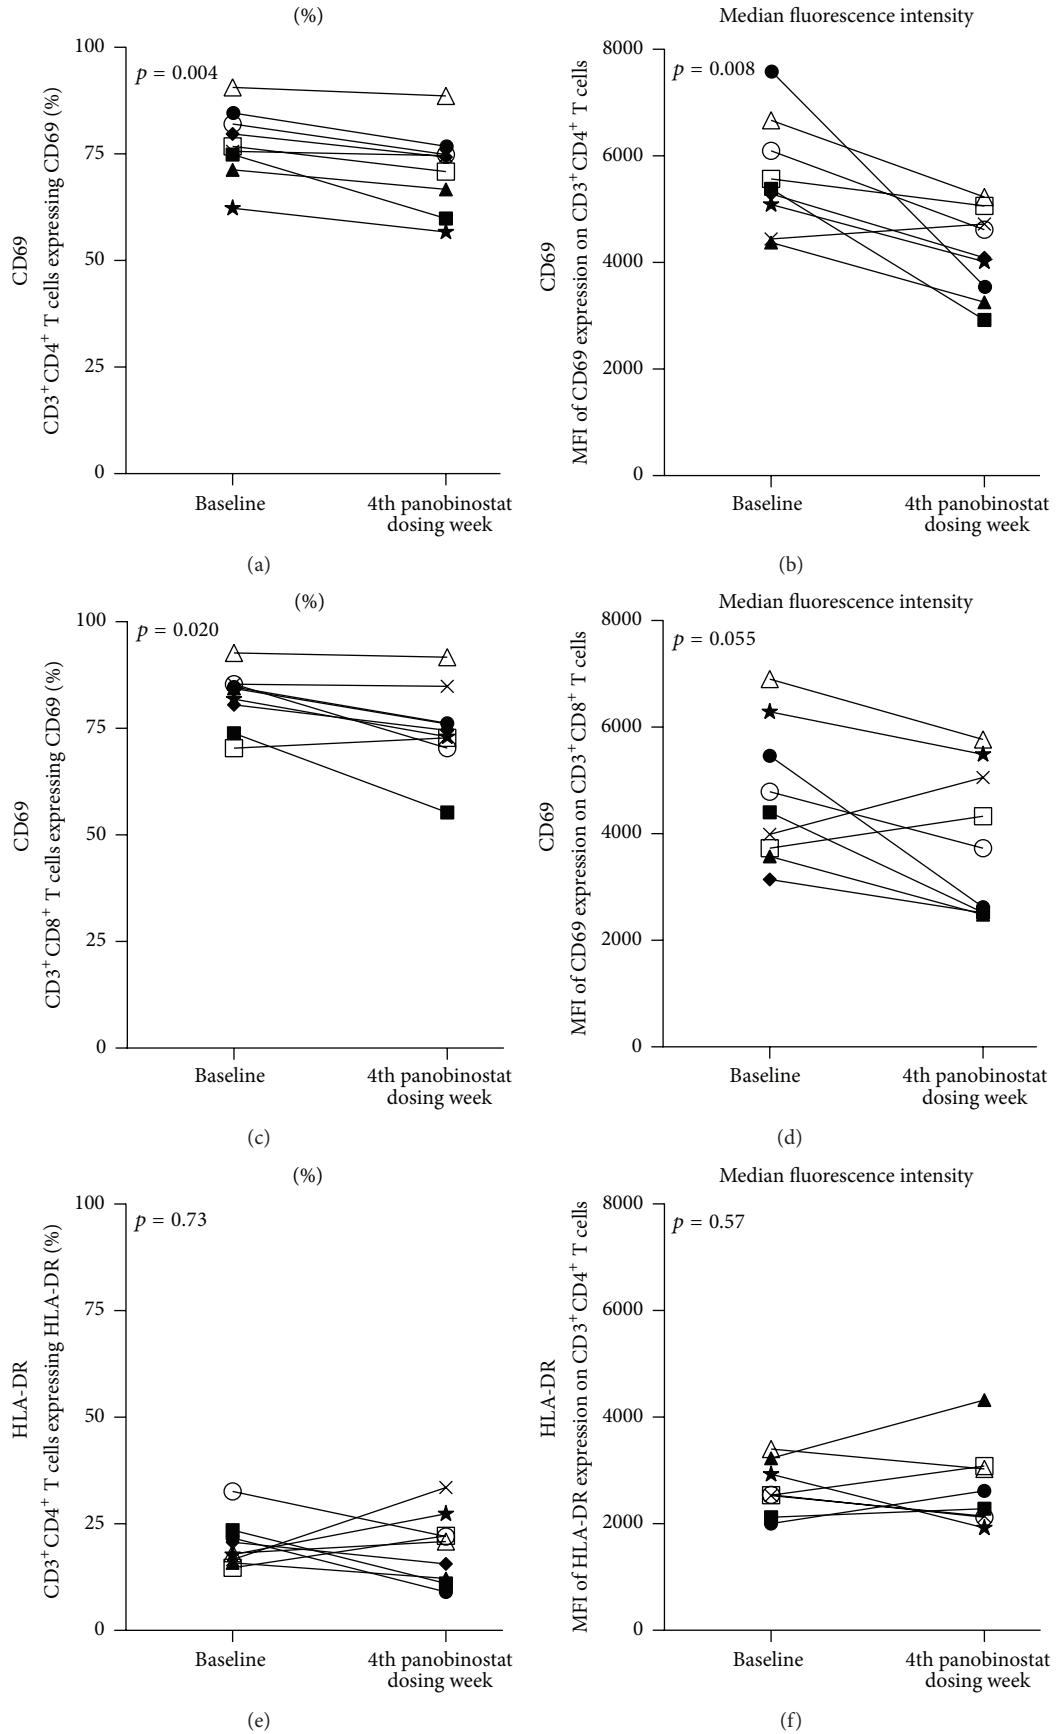 (%)
CD69
CD3+CD4+ T cells expressing CD69 (%)
100
75
50
25
0
p = 0.004
Baseline
4th panobinostat
dosing week
(a)
Median fluorescence intensity
CD69
MFI of CD69 expression on CD3+CD4+ T cells
8000
6000
4000
2000
0
p = 0.008
Baseline
4th panobinostat
dosing week
(b)
(%)
CD69
CD3+CD8+ T cells expressing CD69 (%)
100
75
50
25
0
p = 0.020
Baseline
4th panobinostat
dosing week
(c)
Median fluorescence intensity
CD69
MFI of CD69 expression on CD3+CD8+ T cells
8000
6000
4000
2000
0
p = 0.055
Baseline
4th panobinostat
dosing week
(d)
(%)
HLA-DR
CD3+CD4+ T cells expressing HLA-DR (%)
100
75
50
25
0
p = 0.73
Baseline
4th panobinostat
dosing week
(e)
Median fluorescence intensity
HLA-DR
MFI of HLA-DR expression on CD3+CD4+ T cells
8000
6000
4000
2000
0
p = 0.57
Baseline
4th panobinostat
dosing week
(f)